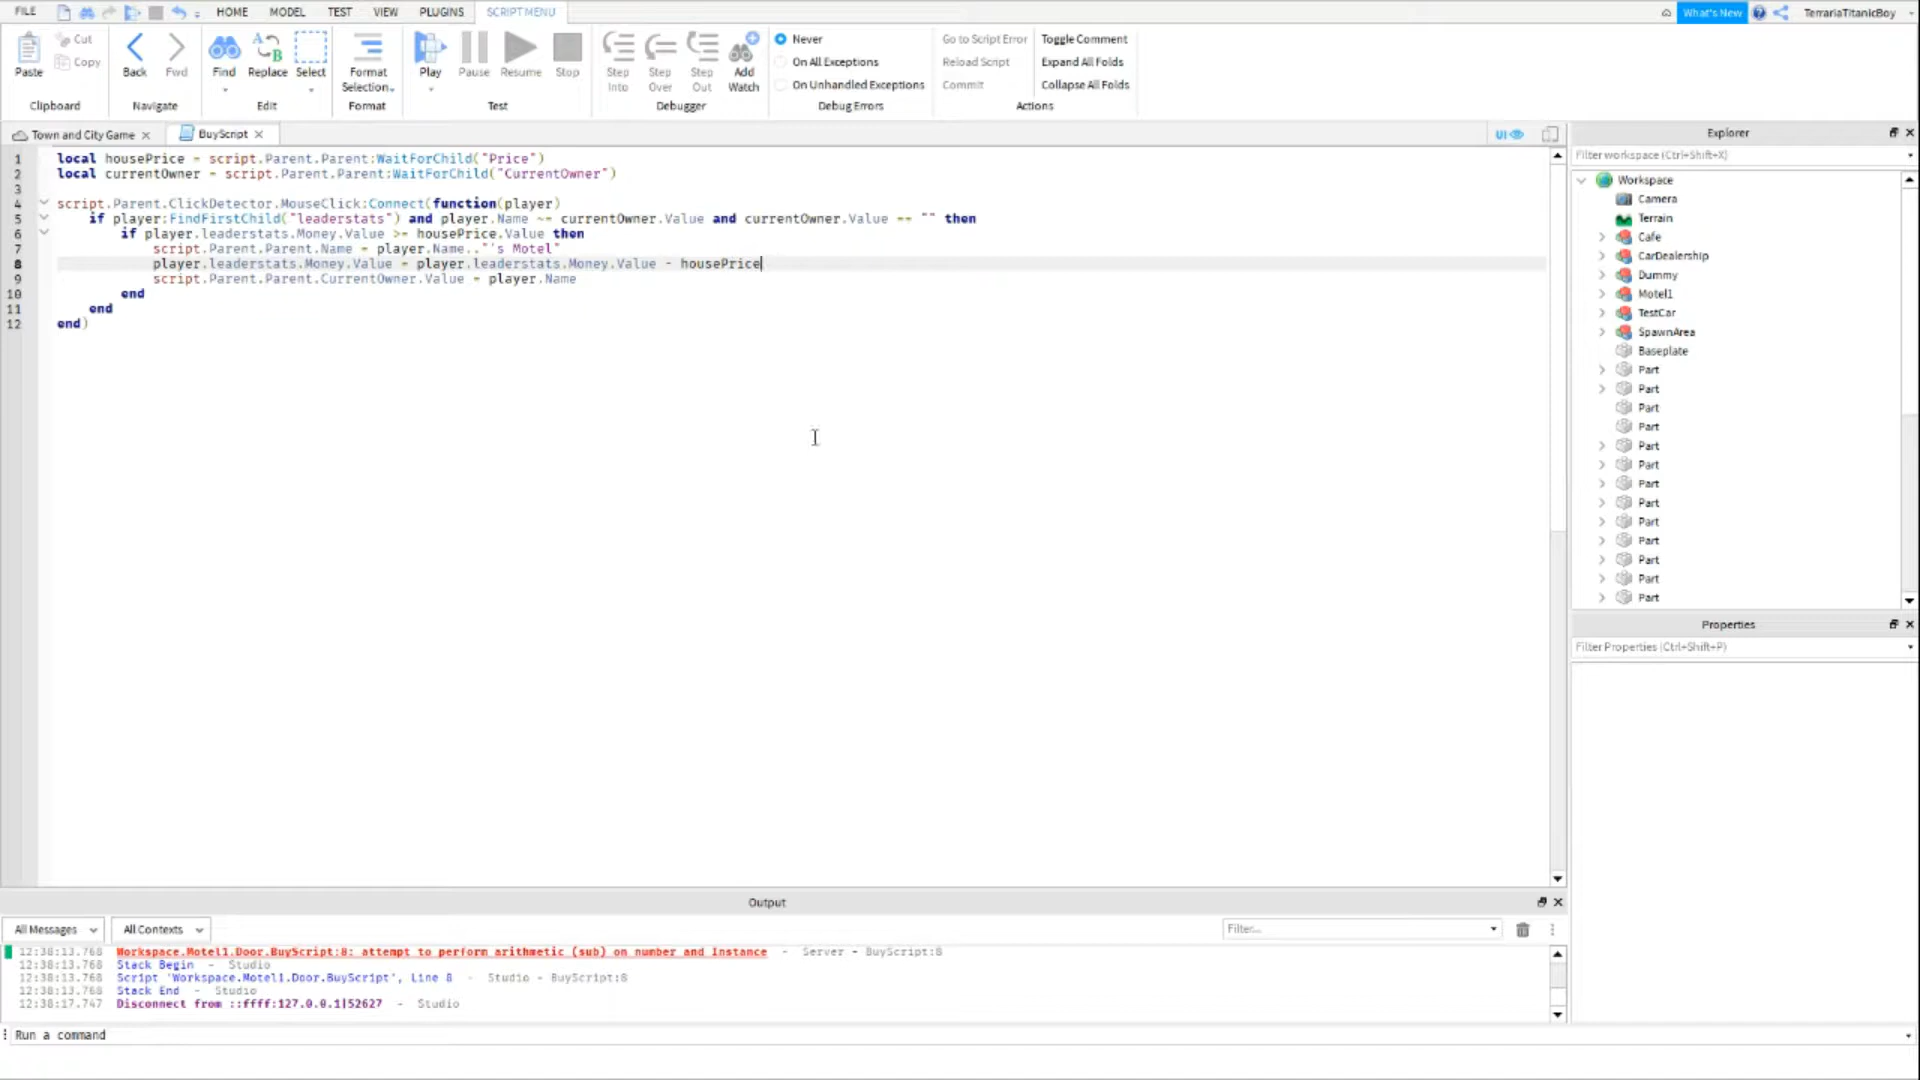 FILE HOME MODEL TEST VIEW PLUGINS SCRIPT MENU What's New TerrariaTitanicBoy
Paste Cut Copy Back Fwd Find Replace Select Format Selection Play Pause Resume Stop Step Into Step Over Step Out Add Watch
Never
On All Exceptions
On Unhandled Exceptions
Go to Script Error
Reload Script
Commit
Toggle Comment
Expand All Folds
Collapse All Folds
Clipboard Navigate Edit Format Test Debugger Debug Errors Actions
Town and City Game BuyScript UI
1 local housePrice = script.Parent.Parent:WaitForChild("Price")
2 local currentOwner = script.Parent.Parent:WaitForChild("CurrentOwner")
3
4 script.Parent.ClickDetector.MouseClick:Connect(function(player)
5 if player:FindFirstChild("leaderstats") and player.Name ~= currentOwner.Value and currentOwner.Value == "" then
6 if player.leaderstats.Money.Value >= housePrice.Value then
7 script.Parent.Parent.Name = player.Name.."'s Motel"
8 player.leaderstats.Money.Value = player.leaderstats.Money.Value - housePrice
9 script.Parent.Parent.CurrentOwner.Value = player.Name
10 end
11 end
12 end)
Explorer
Filter workspace (Ctrl+Shift+X)
Workspace
Camera
Terrain
Cafe
CarDealership
Dummy
Motel1
TestCar
SpawnArea
Baseplate
Part
Part
Part
Part
Part
Part
Part
Part
Part
Part
Part
Part
Part
Properties
Filter Properties (Ctrl+Shift+P)
Output
All Messages All Contexts Filter...
12:38:13.768 Workspace.Motel1.Door.BuyScript:8: attempt to perform arithmetic (sub) on number and Instance - Server - BuyScript:8
12:38:13.768 Stack Begin - Studio
12:38:13.768 Script 'Workspace.Motel1.Door.BuyScript', Line 8 - Studio - BuyScript:8
12:38:13.768 Stack End - Studio
12:38:17.747 Disconnect from ::ffff:127.0.0.1|52627 - Studio
Run a command